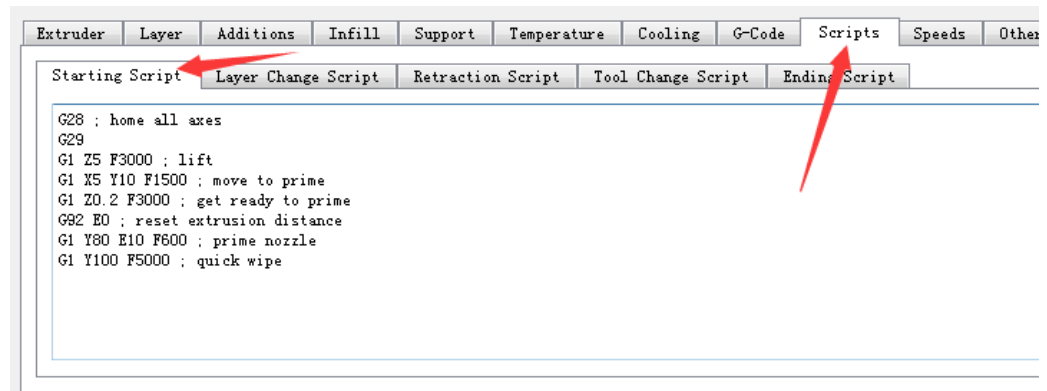 Extruder Layer Additions Infill Support Temperature Cooling G-Code Scripts Speeds Other
Starting Script Layer Change Script Retraction Script Tool Change Script Ending Script
G28 ; home all axes
G29
G1 Z5 F3000 ; lift
G1 X5 Y10 F1500 ; move to prime
G1 Z0.2 F3000 ; get ready to prime
G92 E0 ; reset extrusion distance
G1 Y80 E10 F600 ; prime nozzle
G1 Y100 F5000 ; quick wipe